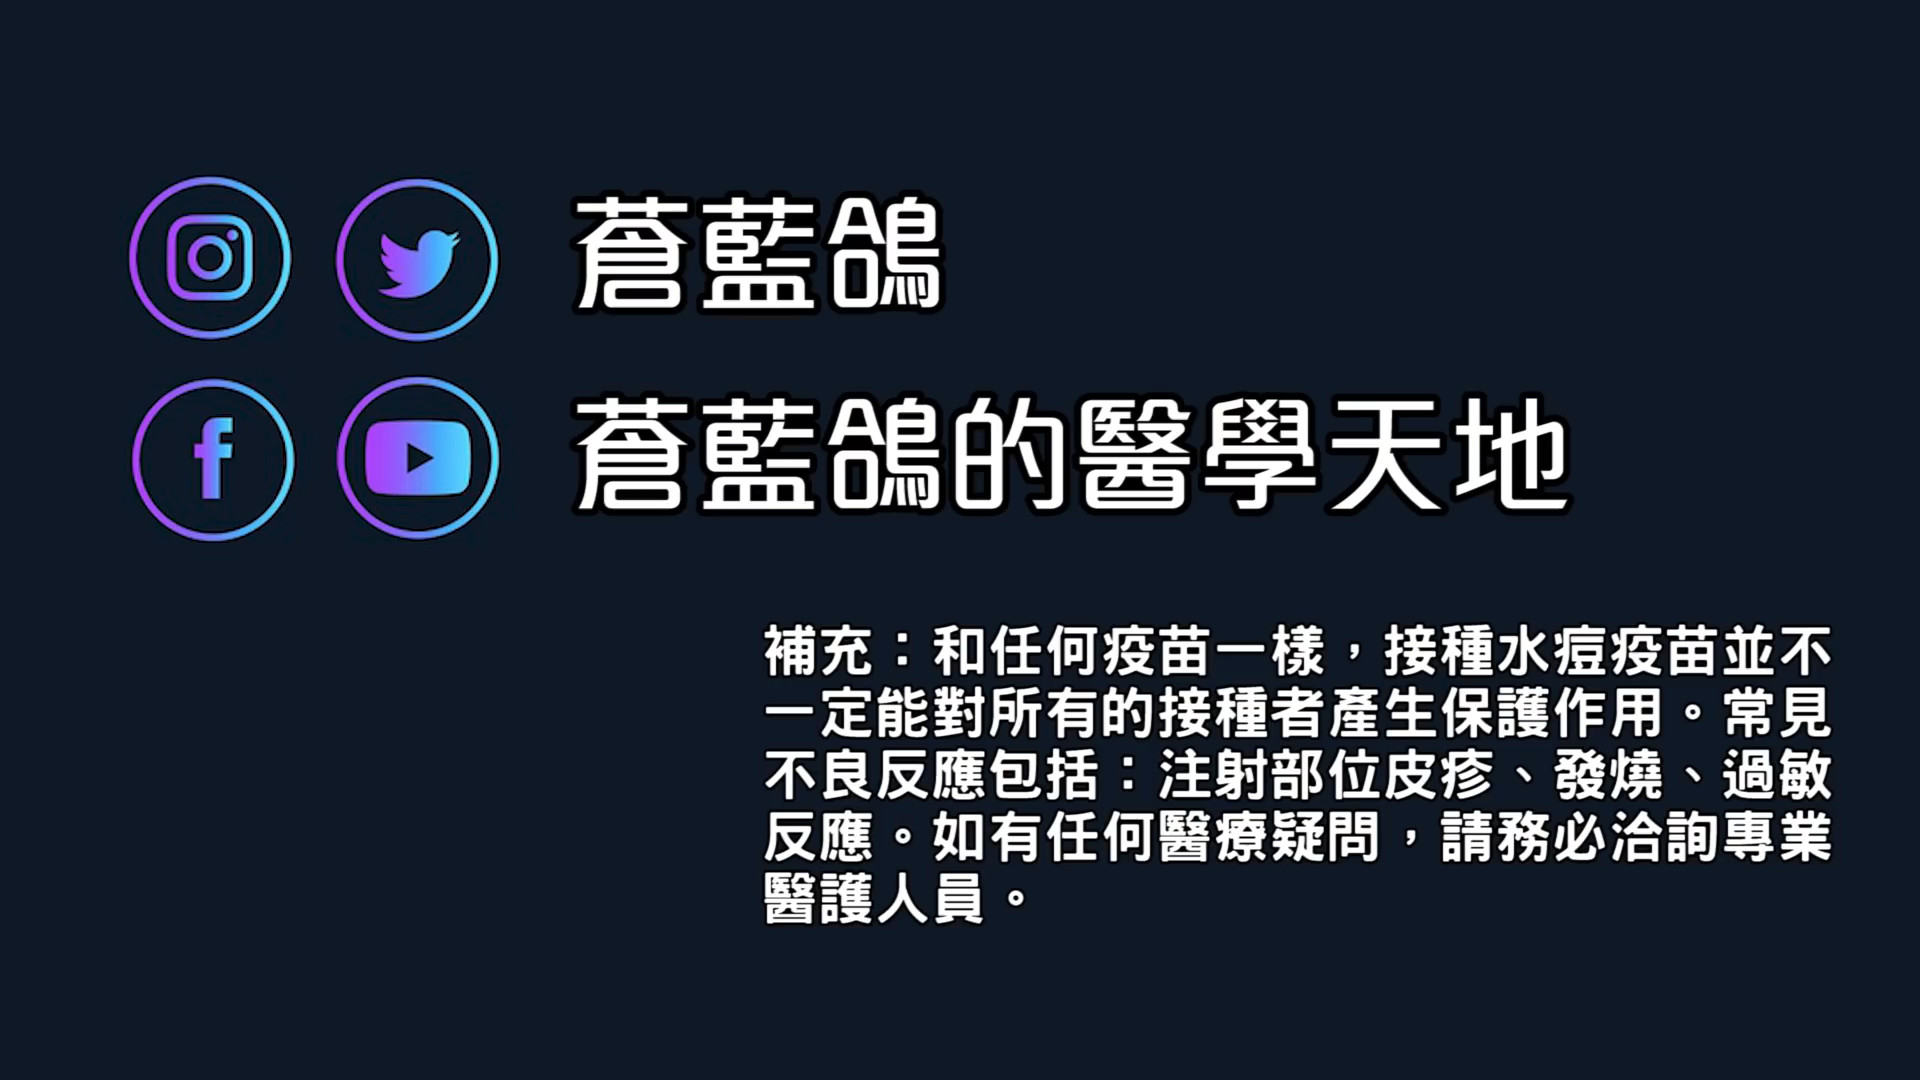 蒼藍鴿
蒼藍鴿的醫學天地
補充：和任何疫苗一樣，接種水痘疫苗並不
一定能對所有的接種者產生保護作用。常見
不良反應包括：注射部位皮疹、發燒、過敏
反應。如有任何醫療疑問，請務必洽詢專業
醫護人員。